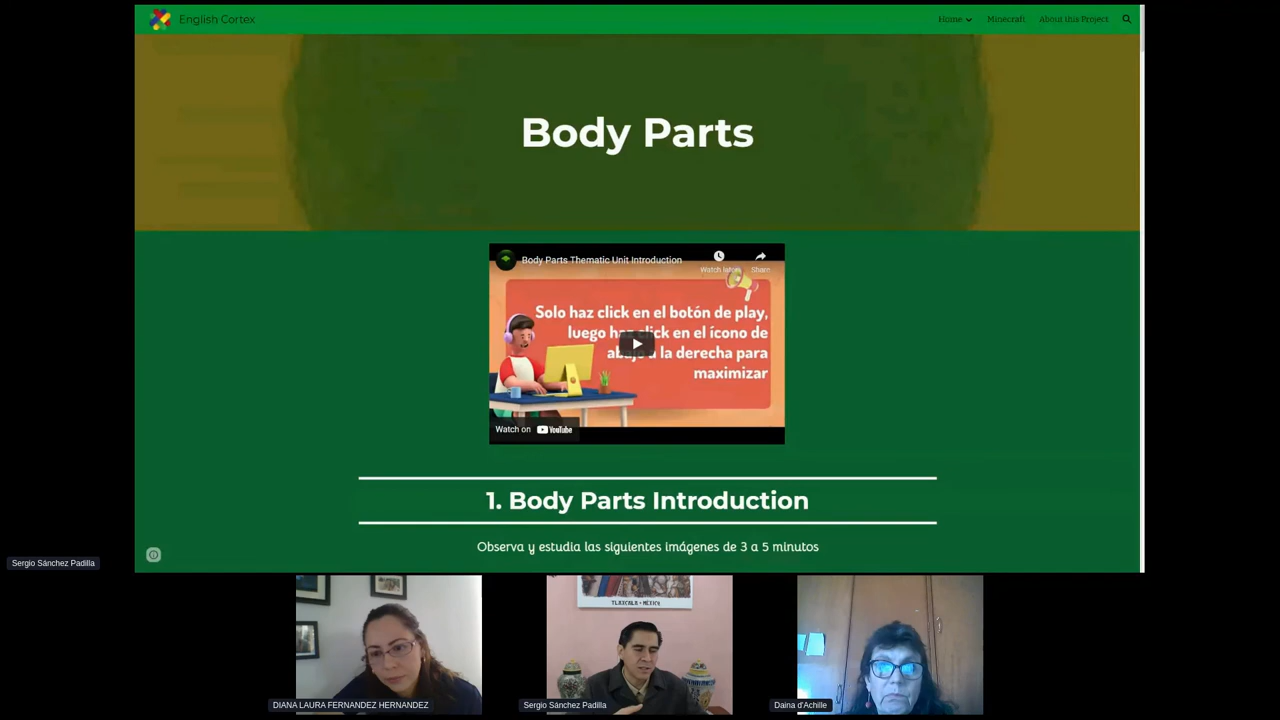 English Cortex
Home
Minecraft
About this Project
Body Parts
Body Parts Thematic Unit Introduction
Watch later
Share
Solo haz click en el botón de play,
luego haz click en el ícono de
abajo a la derecha para
maximizar
Watch on YouTube
1. Body Parts Introduction
Observa y estudia las siguientes imágenes de 3 a 5 minutos
Sergio Sánchez Padilla
TLAXCALA - MÉXICO
DIANA LAURA FERNANDEZ HERNANDEZ
Sergio Sánchez Padilla
Daina d'Achille